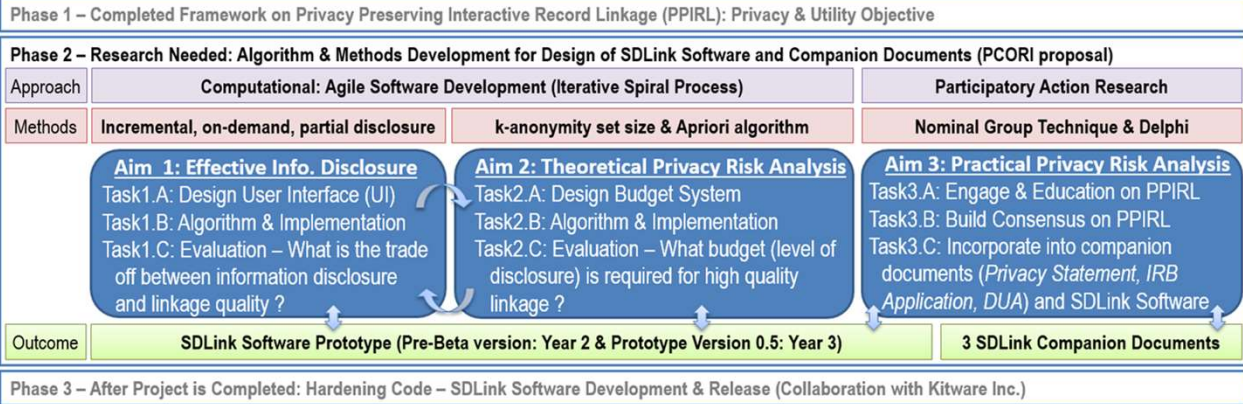 Phase 1 – Completed Framework on Privacy Preserving Interactive Record Linkage (PPIRL): Privacy & Utility Objective
Phase 2 – Research Needed: Algorithm & Methods Development for Design of SDLink Software and Companion Documents (PCORI proposal)
Approach
Computational: Agile Software Development (Iterative Spiral Process)
Participatory Action Research
Methods
Incremental, on-demand, partial disclosure
k-anonymity set size & Apriori algorithm
Nominal Group Technique & Delphi
Aim 1: Effective Info. Disclosure
Task1.A: Design User Interface (UI)
Task1.B: Algorithm & Implementation
Task1.C: Evaluation – What is the trade
off between information disclosure
and linkage quality ?
Aim 2: Theoretical Privacy Risk Analysis
Task2.A: Design Budget System
Task2.B: Algorithm & Implementation
Task2.C: Evaluation – What budget (level of
disclosure) is required for high quality
linkage ?
Aim 3: Practical Privacy Risk Analysis
Task3.A: Engage & Education on PPIRL
Task3.B: Build Consensus on PPIRL
Task3.C: Incorporate into companion
documents (Privacy Statement, IRB
Application, DUA) and SDLink Software
Outcome
SDLink Software Prototype (Pre-Beta version: Year 2 & Prototype Version 0.5: Year 3)
3 SDLink Companion Documents
Phase 3 – After Project is Completed: Hardening Code – SDLink Software Development & Release (Collaboration with Kitware Inc.)